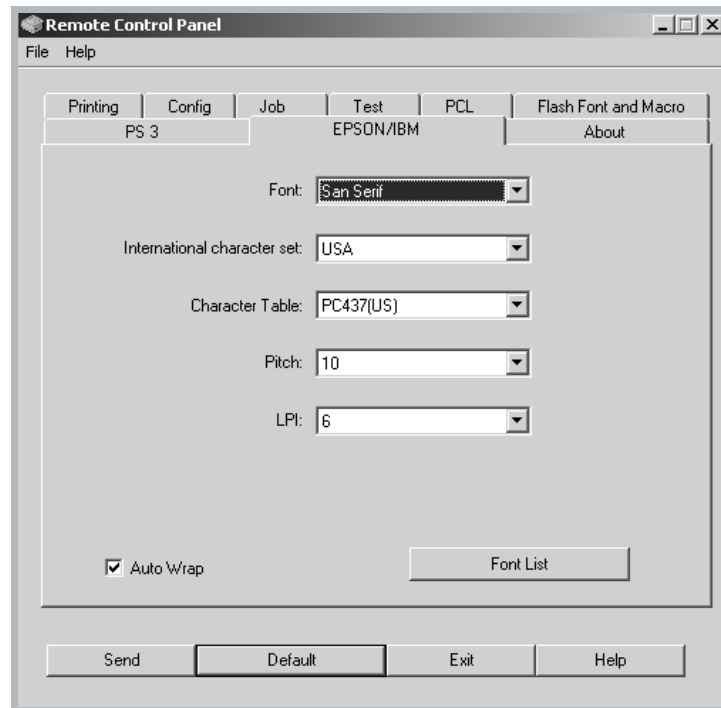 Remote Control Panel
File Help
Printing Config Job Test PCL Flash Font and Macro
PS 3 EPSON/IBM About
Font: San Serif
International character set: USA
Character Table: PC437(US)
Pitch: 10
LPI: 6
Auto Wrap Font List
Send Default Exit Help